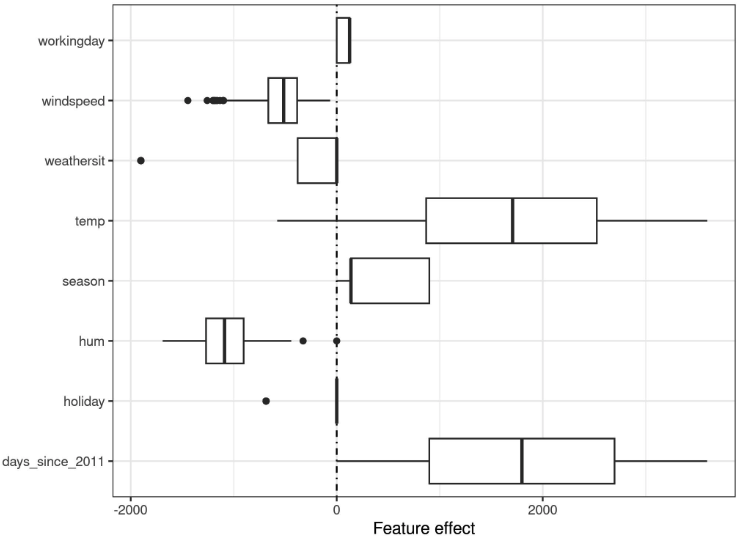 workingday
windspeed
weathersit
temp
season
hum
holiday
days_since_2011
-2000 0 2000
Feature effect